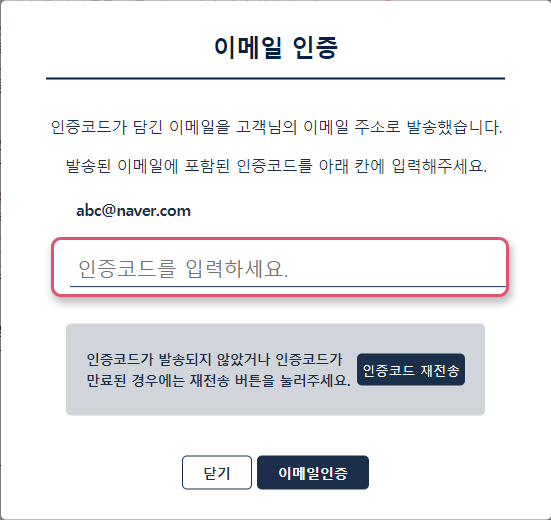 이메일 인증
인증코드가 담긴 이메일을 고객님의 이메일 주소로 발송했습니다.
발송된 이메일에 포함된 인증코드를 아래 칸에 입력해주세요.
abc@naver.com
인증코드를 입력하세요.
인증코드가 발송되지 않았거나 인증코드가
만료된 경우에는 재전송 버튼을 눌러주세요.
인증코드 재전송
닫기
이메일인증